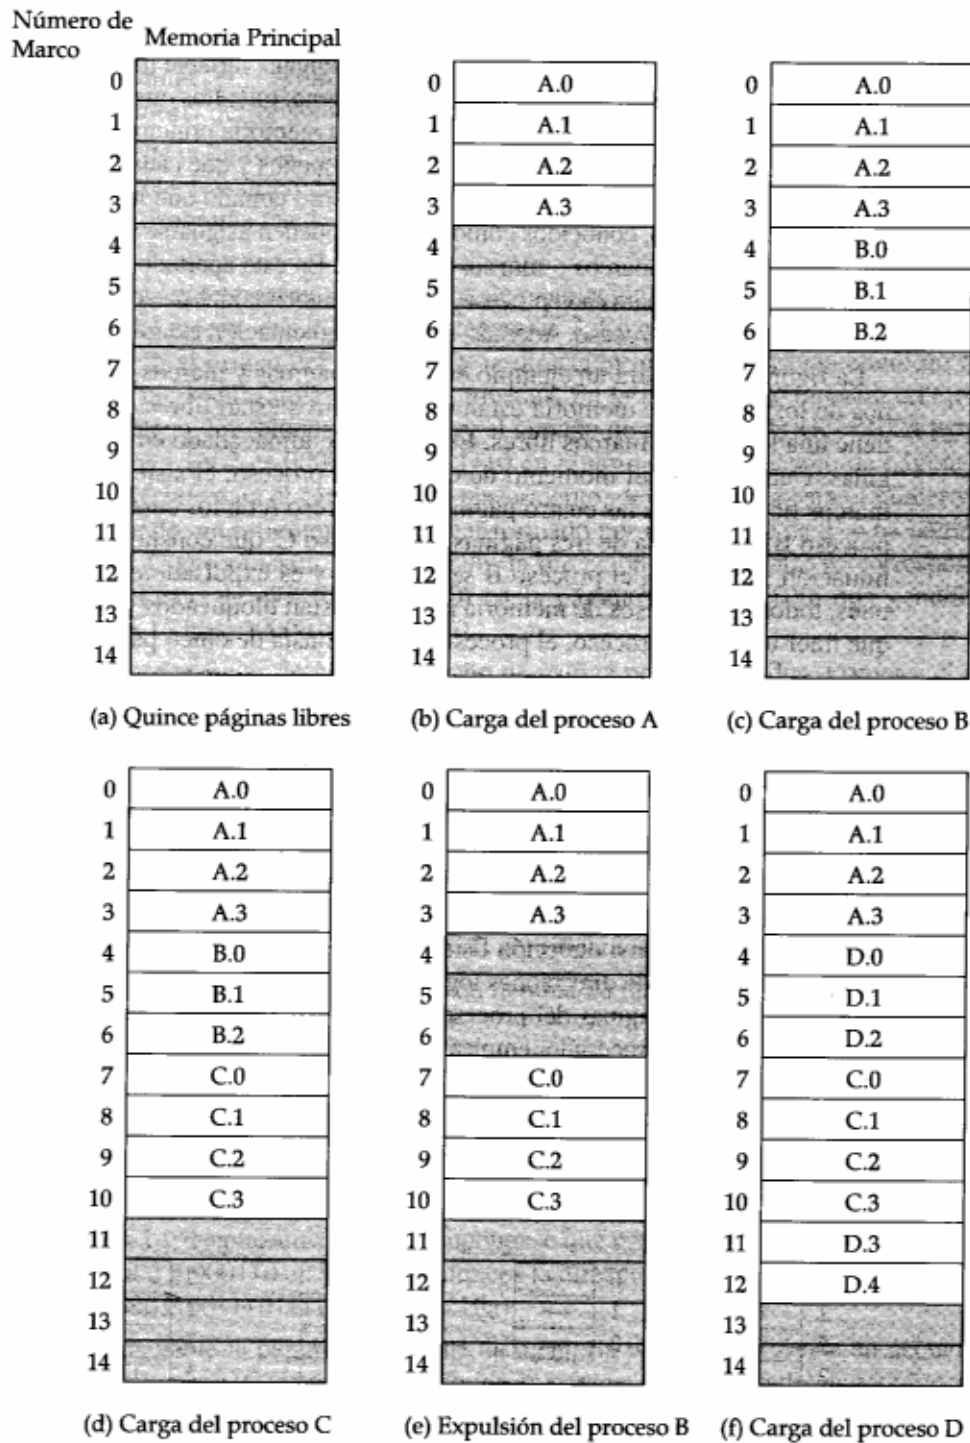 Número de
Marco
Memoria Principal
0
1
2
3
4
5
6
7
8
9
10
11
12
13
14
(a) Quince páginas libres
0 A.0
1 A.1
2 A.2
3 A.3
4
5
6
7
8
9
10
11
12
13
14
(b) Carga del proceso A
0 A.0
1 A.1
2 A.2
3 A.3
4 B.0
5 B.1
6 B.2
7
8
9
10
11
12
13
14
(c) Carga del proceso B
0 A.0
1 A.1
2 A.2
3 A.3
4 B.0
5 B.1
6 B.2
7 C.0
8 C.1
9 C.2
10 C.3
11
12
13
14
(d) Carga del proceso C
0 A.0
1 A.1
2 A.2
3 A.3
4
5
6
7 C.0
8 C.1
9 C.2
10 C.3
11
12
13
14
(e) Expulsión del proceso B
0 A.0
1 A.1
2 A.2
3 A.3
4 D.0
5 D.1
6 D.2
7 C.0
8 C.1
9 C.2
10 C.3
11 D.3
12 D.4
13
14
(f) Carga del proceso D